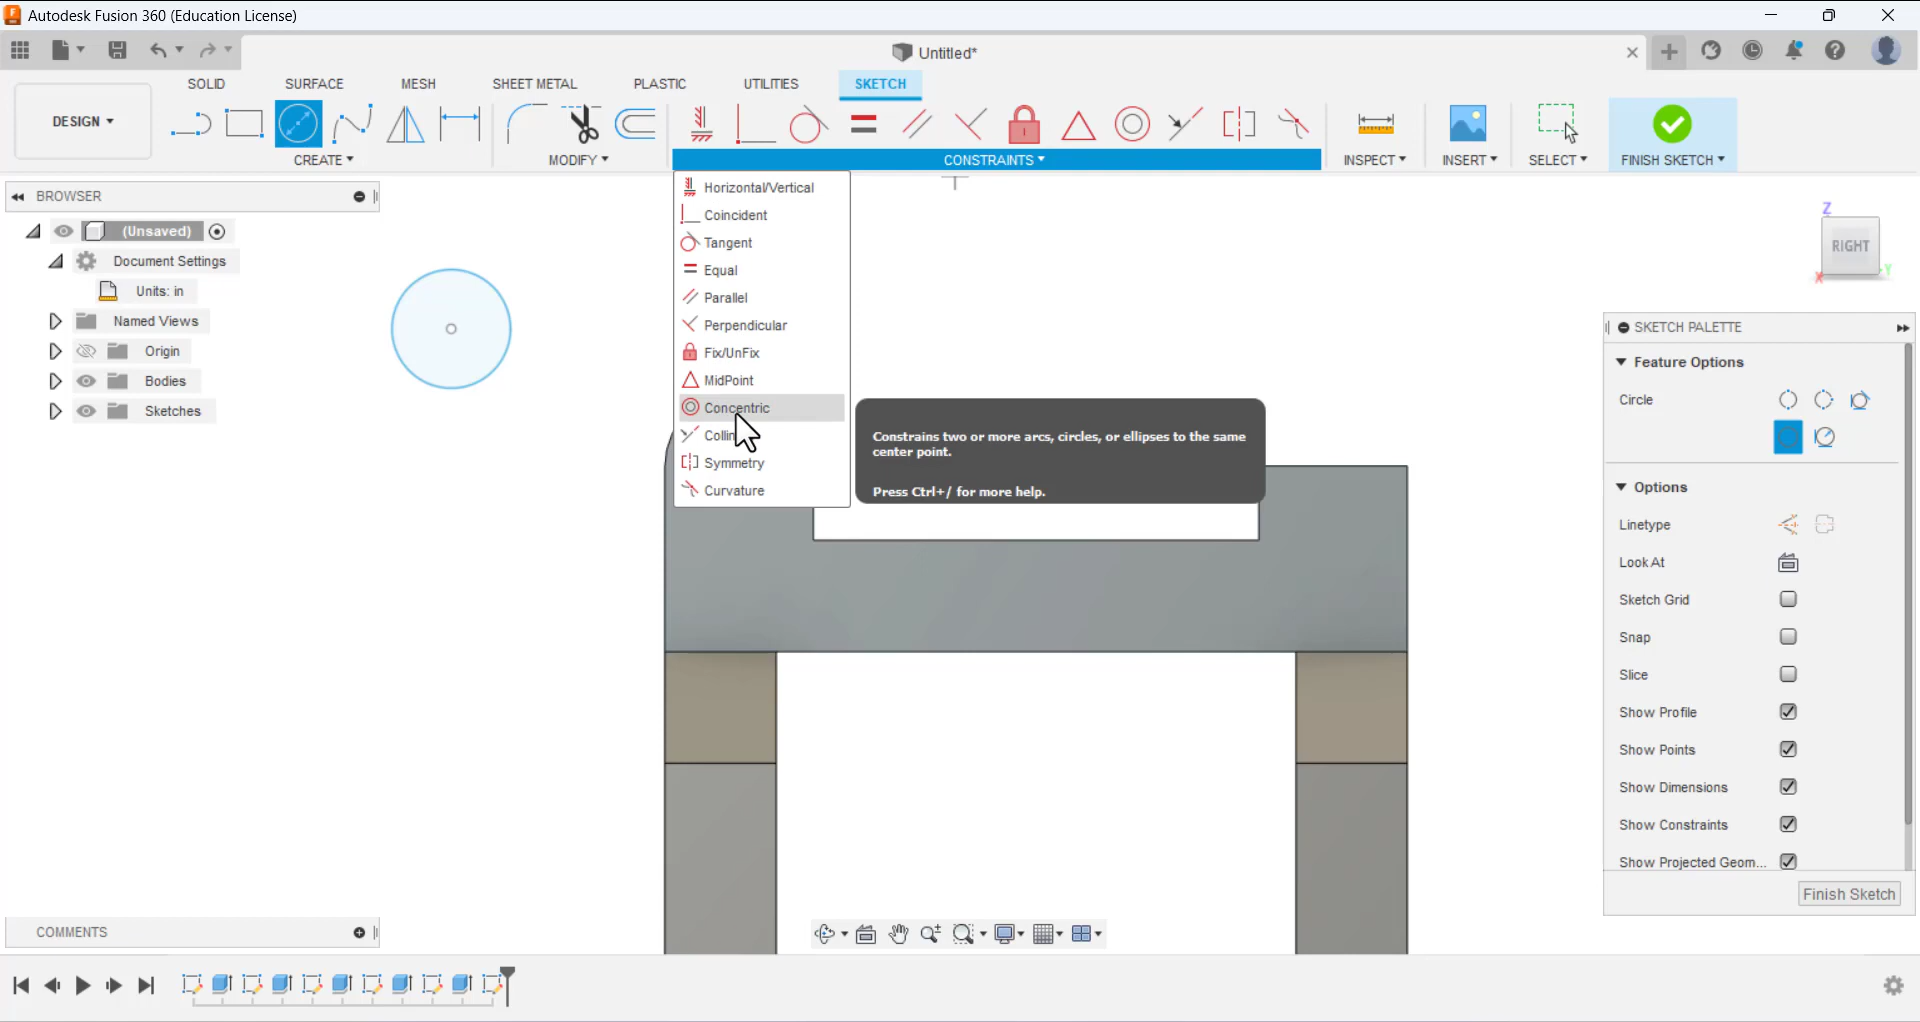 Autodesk Fusion 360 (Education License)
Untitled*
SOLID
SURFACE
MESH
SHEET METAL
PLASTIC
UTILITIES
SKETCH
DESIGN
CREATE
MODIFY
CONSTRAINTS
INSPECT
INSERT
SELECT
FINISH SKETCH
BROWSER
(Unsaved)
Document Settings
Units: in
Named Views
Origin
Bodies
Sketches
Horizontal/Vertical
Coincident
Tangent
Equal
Parallel
Perpendicular
Fix/UnFix
MidPoint
Concentric
Collin
Symmetry
Curvature
Constrains two or more arcs, circles, or ellipses to the same
center point.
Press Ctrl+/ for more help.
Z
RIGHT
X
Y
SKETCH PALETTE
Feature Options
Circle
Options
Linetype
Look At
Sketch Grid
Snap
Slice
Show Profile
Show Points
Show Dimensions
Show Constraints
Show Projected Geom...
Finish Sketch
COMMENTS